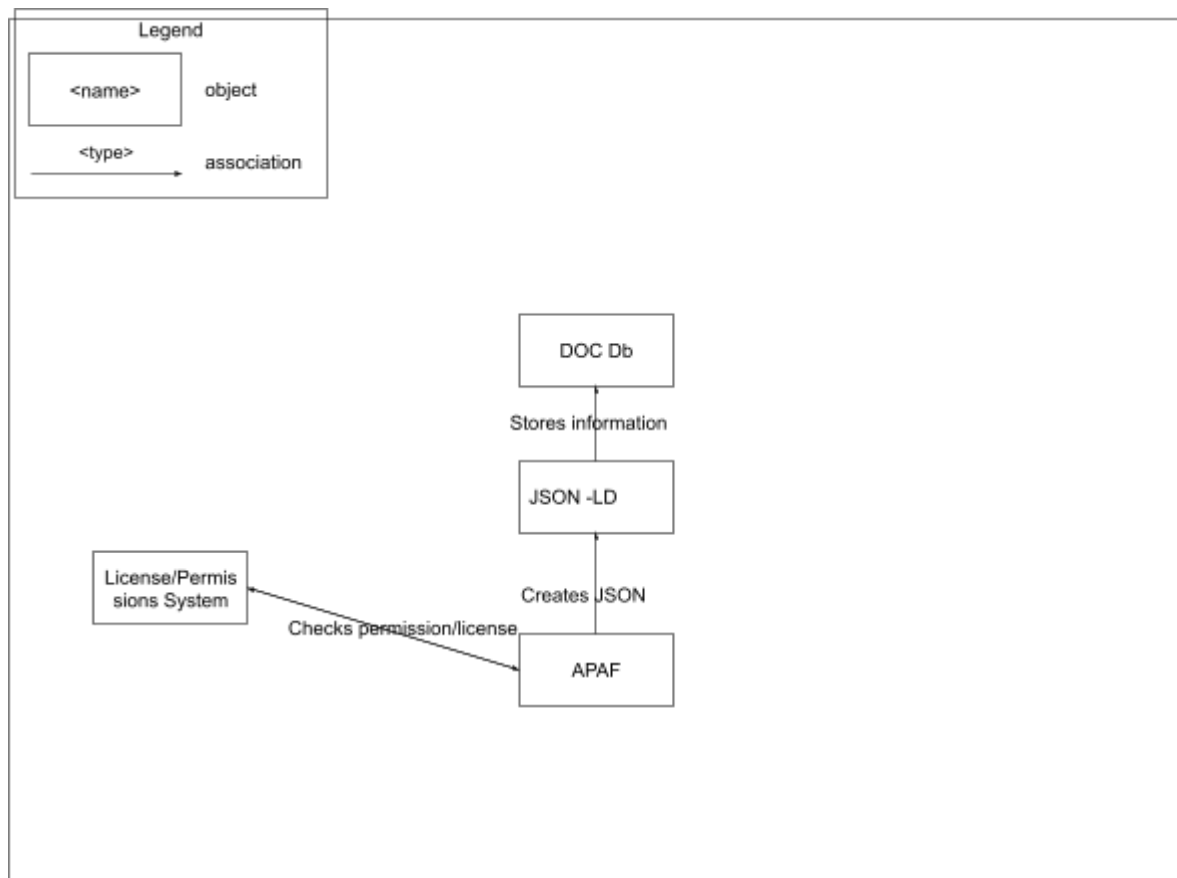 Legend
<name>
object
<type>
association
DOC Db
Stores information
JSON -LD
License/Permis
sions System
Creates JSON
Checks permission/license
APAF